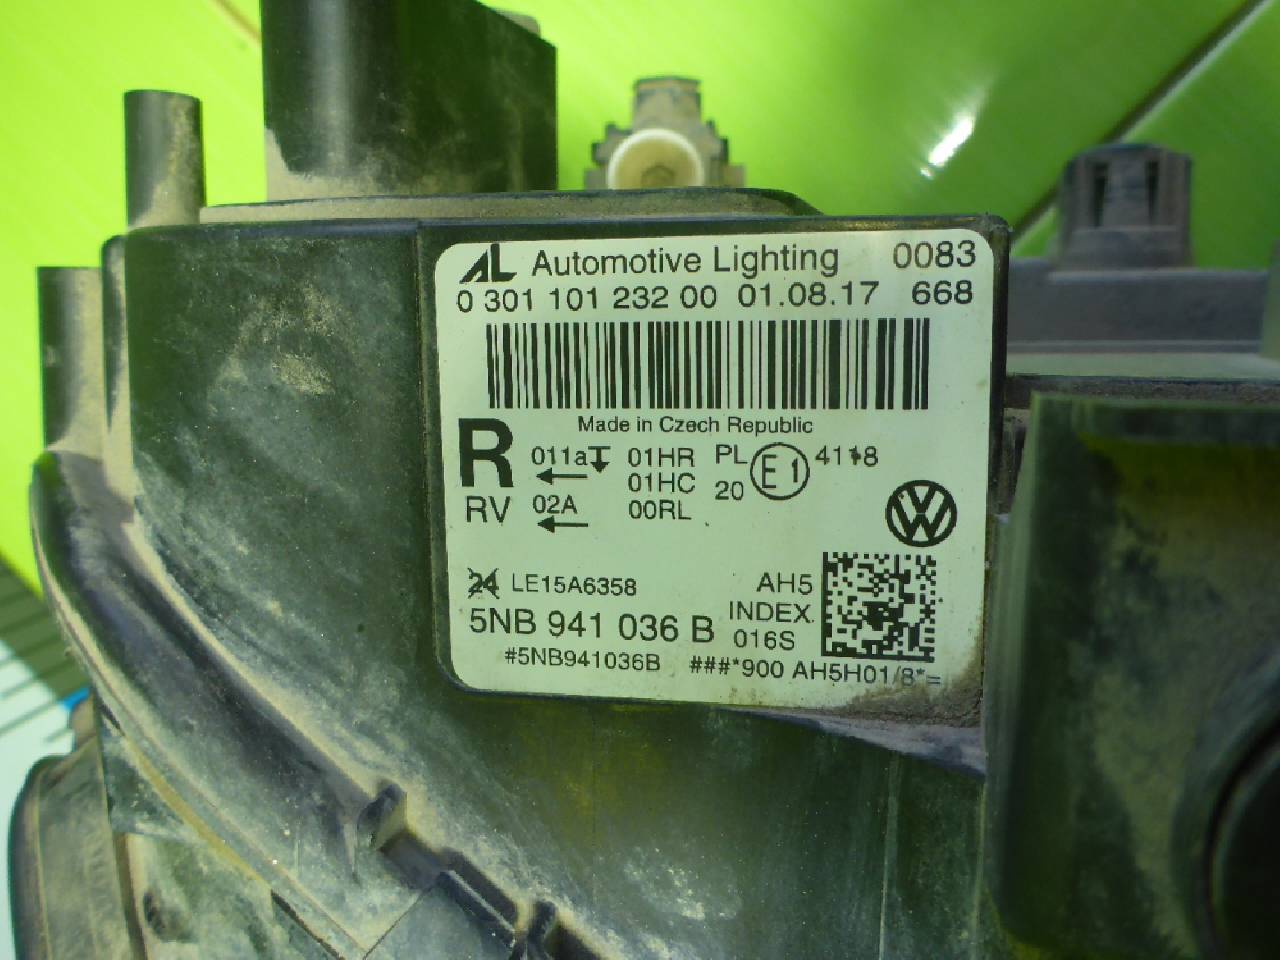 AL Automotive Lighting 0083
0 301 101 232 00 01.08.17 668
Made in Czech Republic
R 011a 01HR PL E1 4118
01HC 20
RV 02A 00RL
24 LE15A6358 AH5
5NB 941 036 B INDEX.
016S
#5NB941036B ###*900 AH5H01/8*=